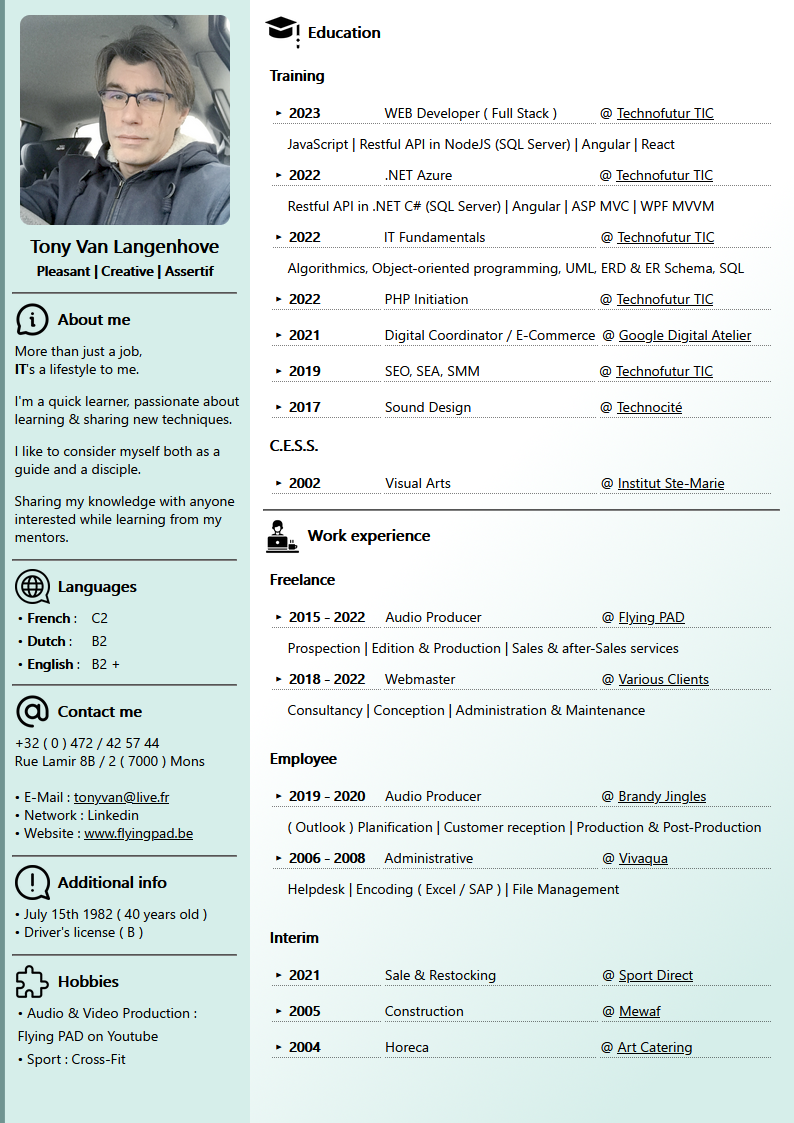 Tony Van Langenhove
Pleasant | Creative | Assertif
About me
More than just a job,
IT's a lifestyle to me.
I'm a quick learner, passionate about
learning & sharing new techniques.
I like to consider myself both as a
guide and a disciple.
Sharing my knowledge with anyone
interested while learning from my
mentors.
Languages
• French : C2
• Dutch : B2
• English : B2 +
Contact me
+32 ( 0 ) 472 / 42 57 44
Rue Lamir 8B / 2 ( 7000 ) Mons
• E-Mail : tonyvan@live.fr
• Network : Linkedin
• Website : www.flyingpad.be
Additional info
• July 15th 1982 ( 40 years old )
• Driver's license ( B )
Hobbies
• Audio & Video Production :
Flying PAD on Youtube
• Sport : Cross-Fit
Education
Training
▸ 2023 WEB Developer ( Full Stack ) @ Technofutur TIC
JavaScript | Restful API in NodeJS (SQL Server) | Angular | React
▸ 2022 .NET Azure @ Technofutur TIC
Restful API in .NET C# (SQL Server) | Angular | ASP MVC | WPF MVVM
▸ 2022 IT Fundamentals @ Technofutur TIC
Algorithmics, Object-oriented programming, UML, ERD & ER Schema, SQL
▸ 2022 PHP Initiation @ Technofutur TIC
▸ 2021 Digital Coordinator / E-Commerce @ Google Digital Atelier
▸ 2019 SEO, SEA, SMM @ Technofutur TIC
▸ 2017 Sound Design @ Technocité
C.E.S.S.
▸ 2002 Visual Arts @ Institut Ste-Marie
Work experience
Freelance
▸ 2015 - 2022 Audio Producer @ Flying PAD
Prospection | Edition & Production | Sales & after-Sales services
▸ 2018 - 2022 Webmaster @ Various Clients
Consultancy | Conception | Administration & Maintenance
Employee
▸ 2019 - 2020 Audio Producer @ Brandy Jingles
( Outlook ) Planification | Customer reception | Production & Post-Production
▸ 2006 - 2008 Administrative @ Vivaqua
Helpdesk | Encoding ( Excel / SAP ) | File Management
Interim
▸ 2021 Sale & Restocking @ Sport Direct
▸ 2005 Construction @ Mewaf
▸ 2004 Horeca @ Art Catering